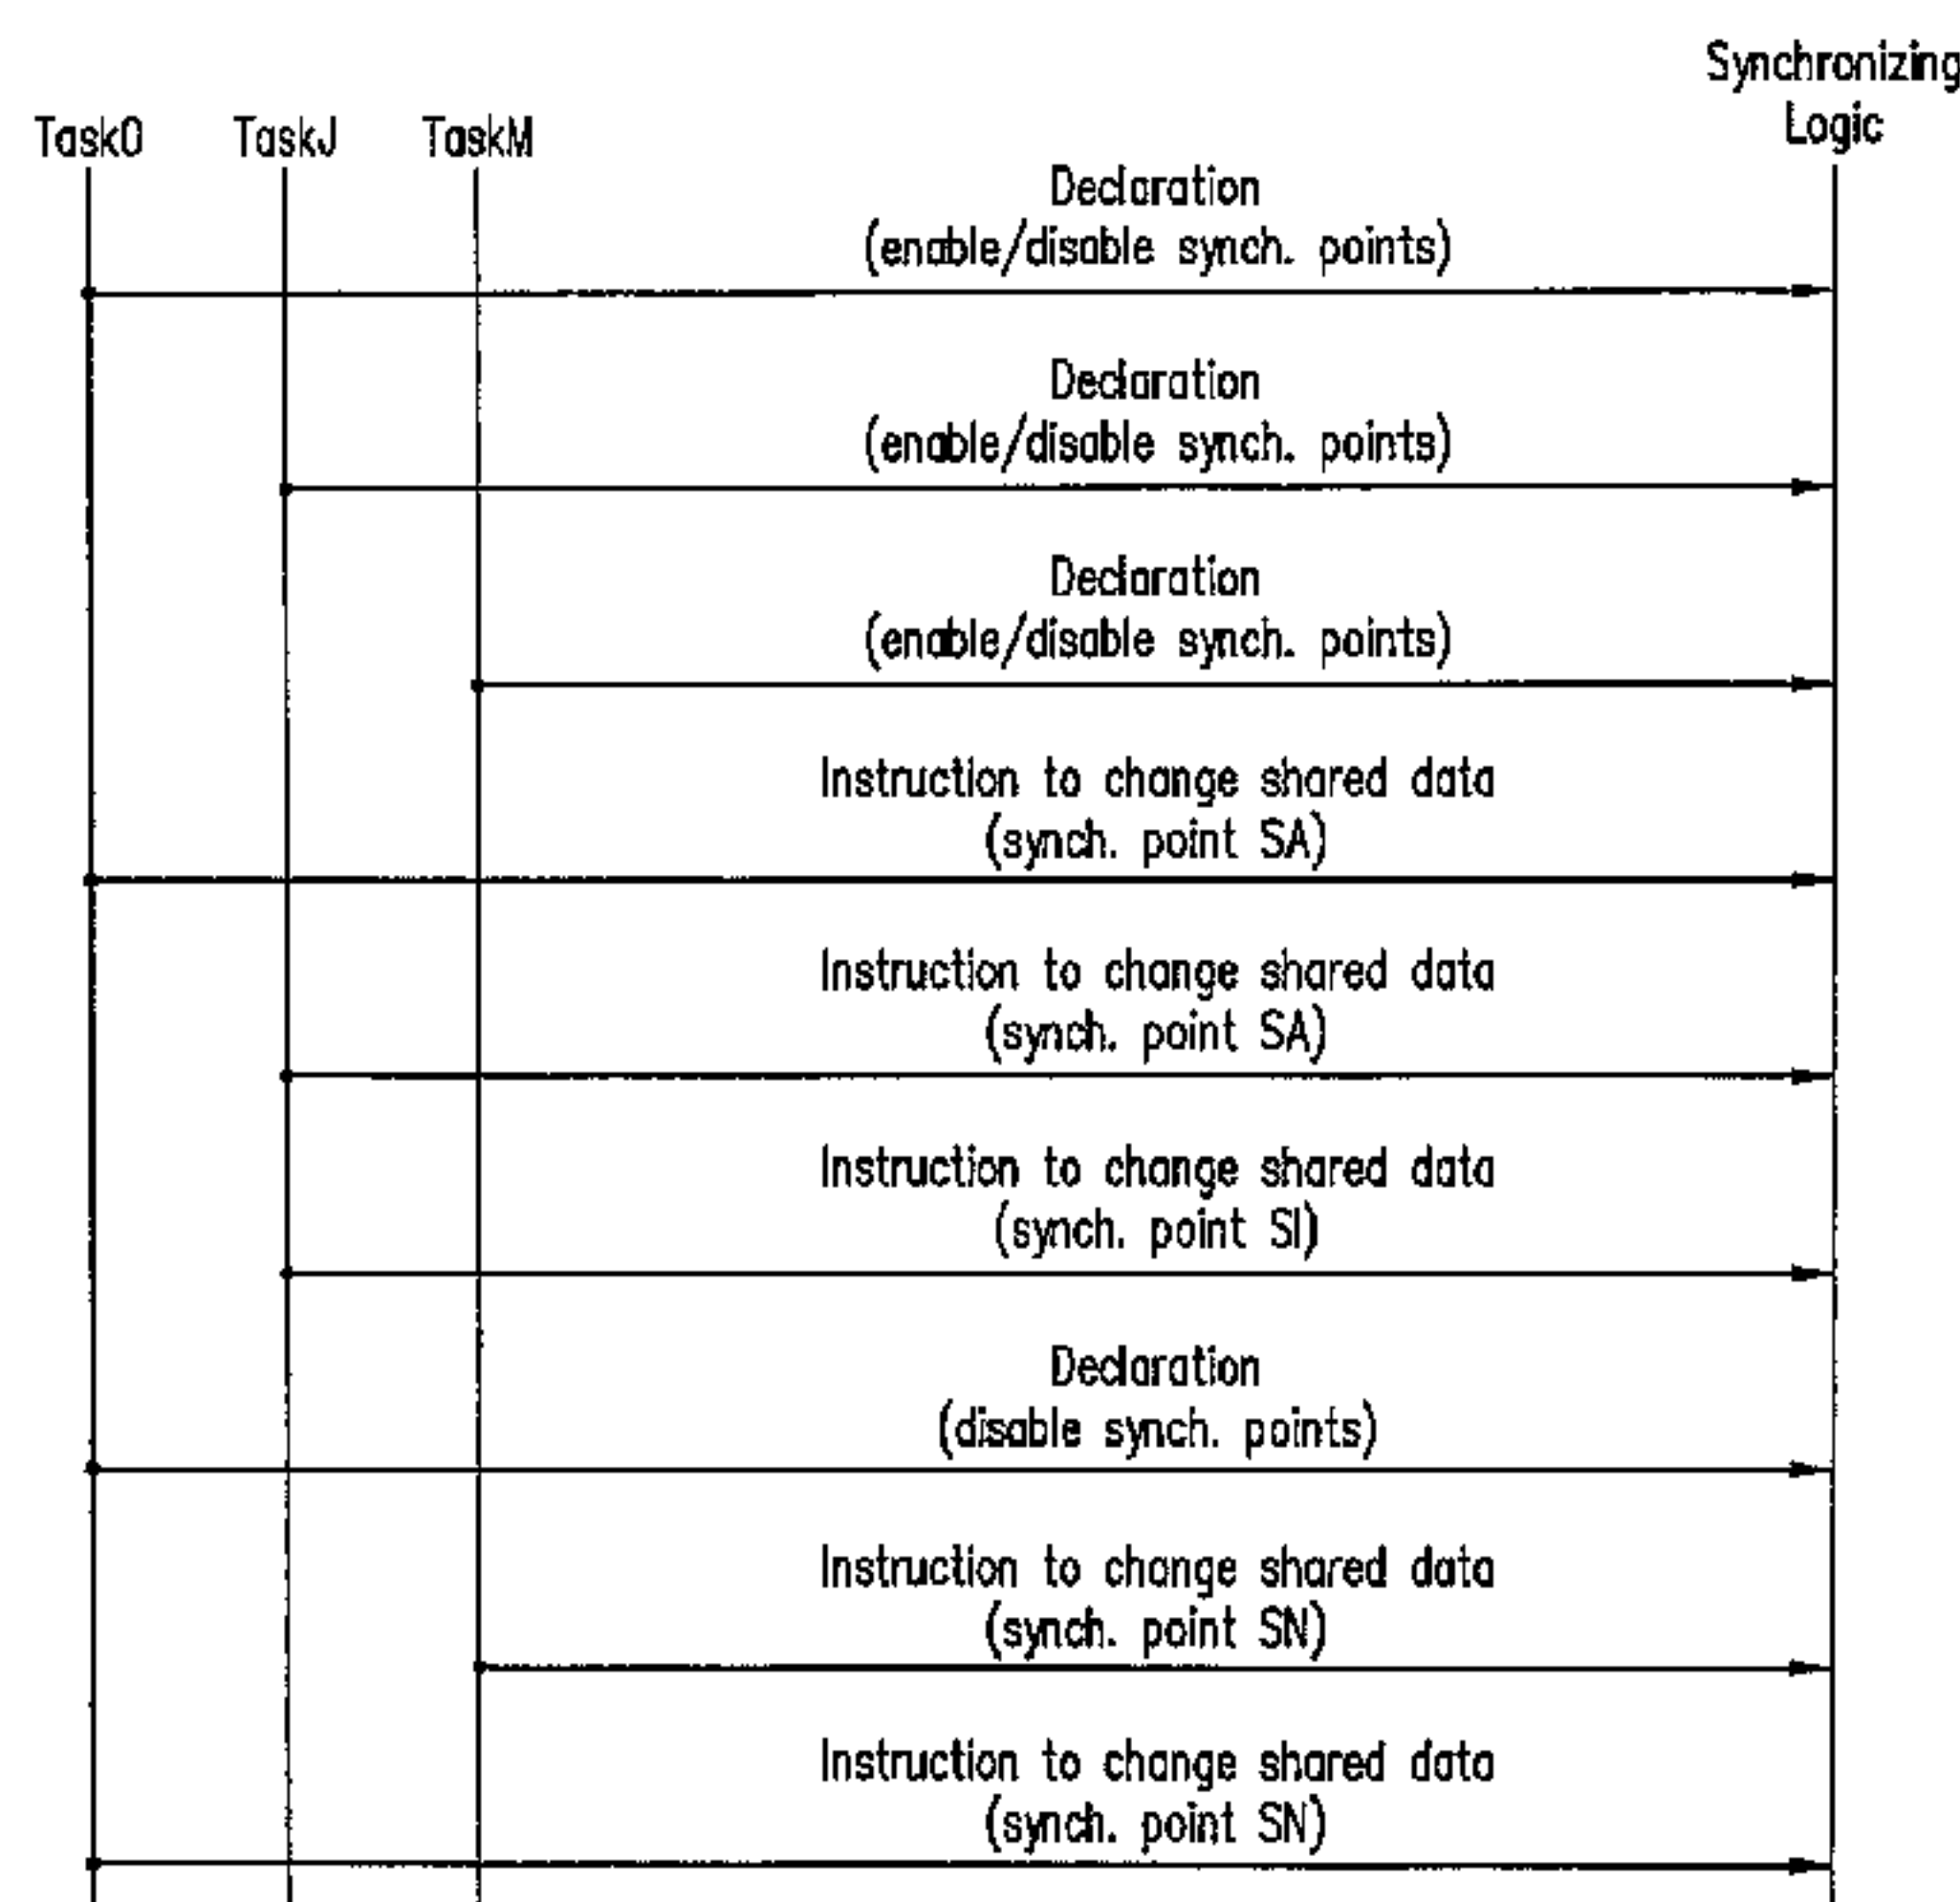 Synchronizing
Logic
Task0 TaskJ TaskM
Declaration
(enable/disable synch. points)
Declaration
(enable/disable synch. points)
Declaration
(enable/disable synch. points)
Instruction to change shared data
(synch. point SA)
Instruction to change shared data
(synch. point SA)
Instruction to change shared data
(synch. point SI)
Declaration
(disable synch. points)
Instruction to change shared data
(synch. point SN)
Instruction to change shared data
(synch. point SN)